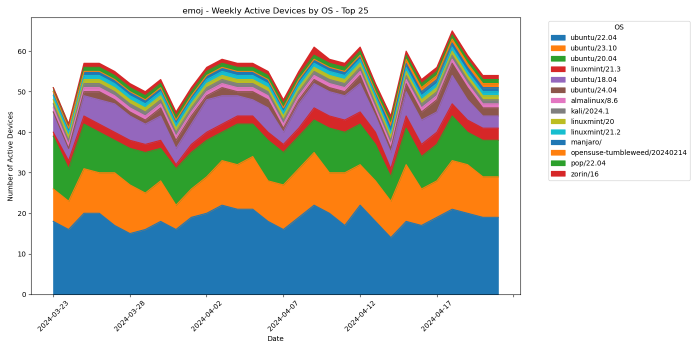 emoj - Weekly Active Devices by OS - Top 25
Number of Active Devices
60
50
40
30
20
10
0
2024-03-23
2024-03-28
2024-04-02
2024-04-07
2024-04-12
2024-04-17
Date
OS
ubuntu/22.04
ubuntu/23.10
ubuntu/20.04
linuxmint/21.3
ubuntu/18.04
ubuntu/24.04
almalinux/8.6
kali/2024.1
linuxmint/20
linuxmint/21.2
manjaro/
opensuse-tumbleweed/20240214
pop/22.04
zorin/16